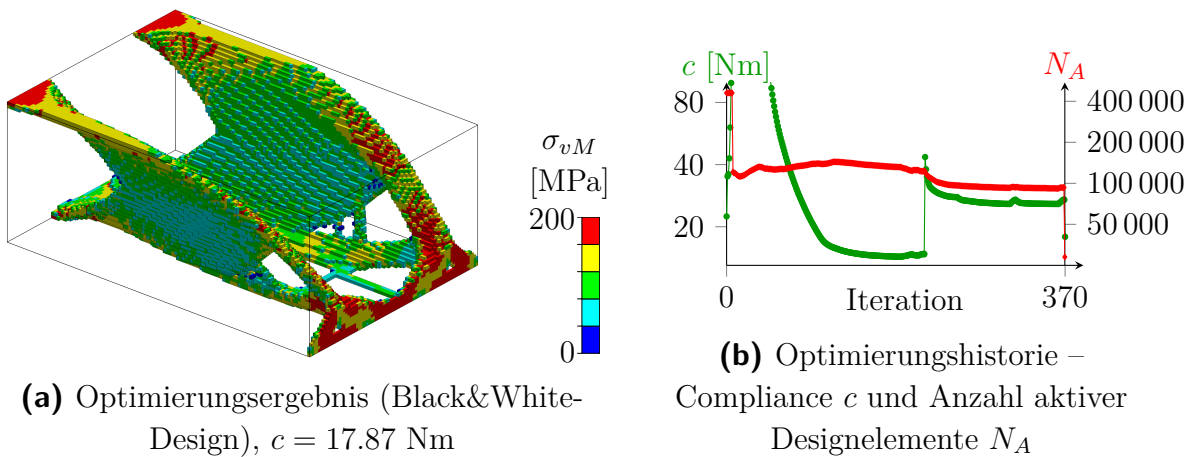 σvM
[MPa]
200
0
c [Nm]
80
40
20
N_A
400 000
200 000
100 000
50 000
0
Iteration
370
(a) Optimierungsergebnis (Black&White-
Design), c = 17.87 Nm
(b) Optimierungshistorie –
Compliance c und Anzahl aktiver
Designelemente N_A